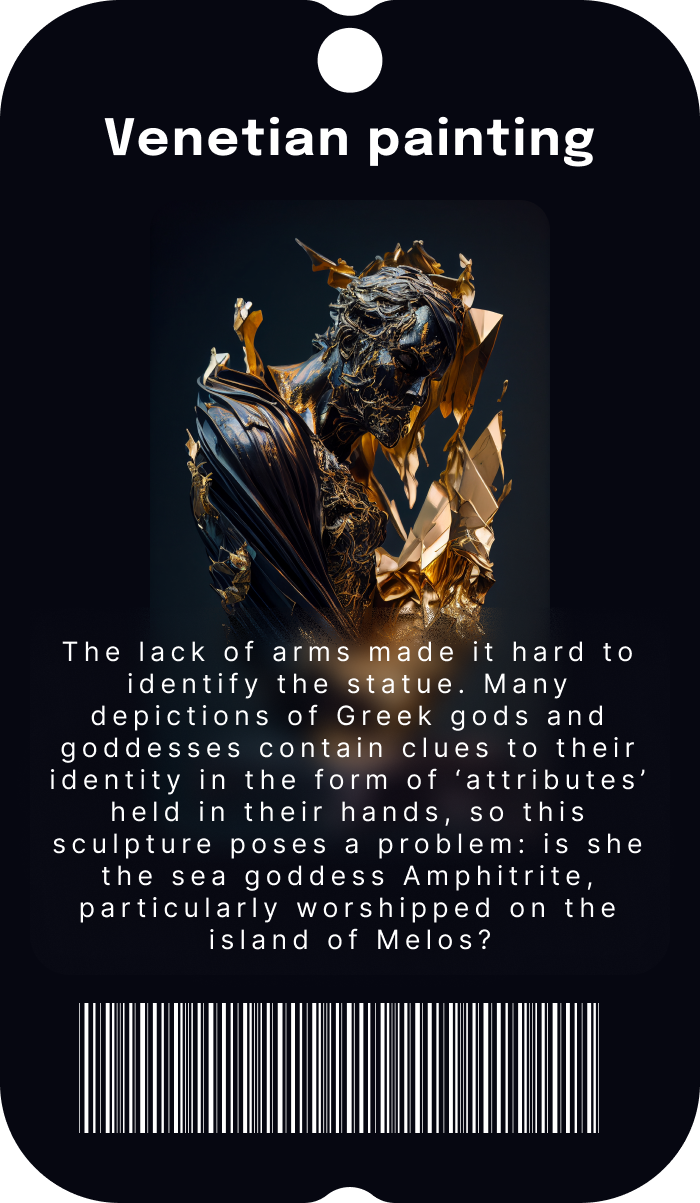 Venetian painting
The lack of arms made it hard to
identify the statue. Many
depictions of Greek gods and
goddesses contain clues to their
identity in the form of ‘attributes’
held in their hands, so this
sculpture poses a problem: is she
the sea goddess Amphitrite,
particularly worshipped on the
island of Melos?